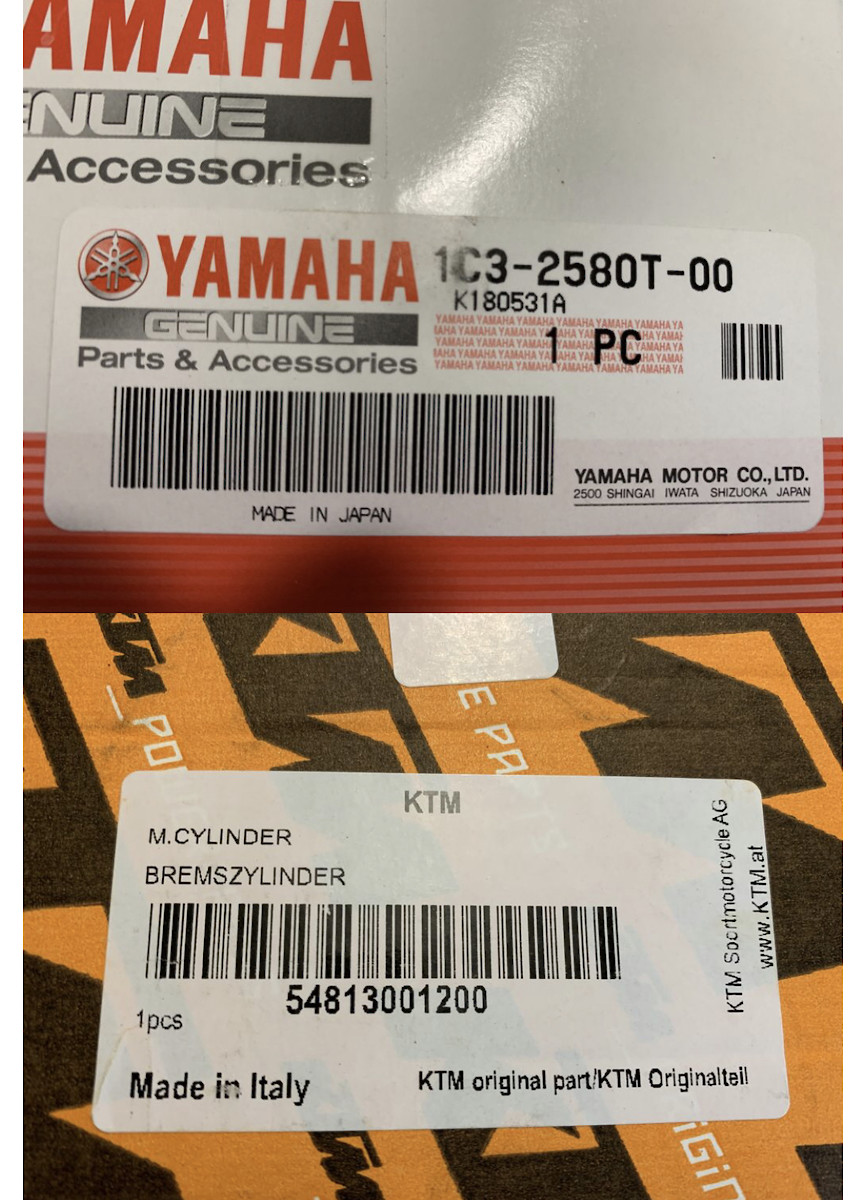 YAMAHA
GENUINE
Accessories
YAMAHA 1C3-2580T-00
K180531A
GENUINE
1 PC
Parts & Accessories
YAMAHA MOTOR CO.,LTD.
2500 SHINGAI IWATA SHIZUOKA JAPAN
MADE IN JAPAN
KTM
E PA
KTM
M.CYLINDER
BREMSZYLINDER
54813001200
1pcs
Made in Italy
KTM original part/KTM Originalteil
KTM Sportmotorcycle AG
www.KTM.at